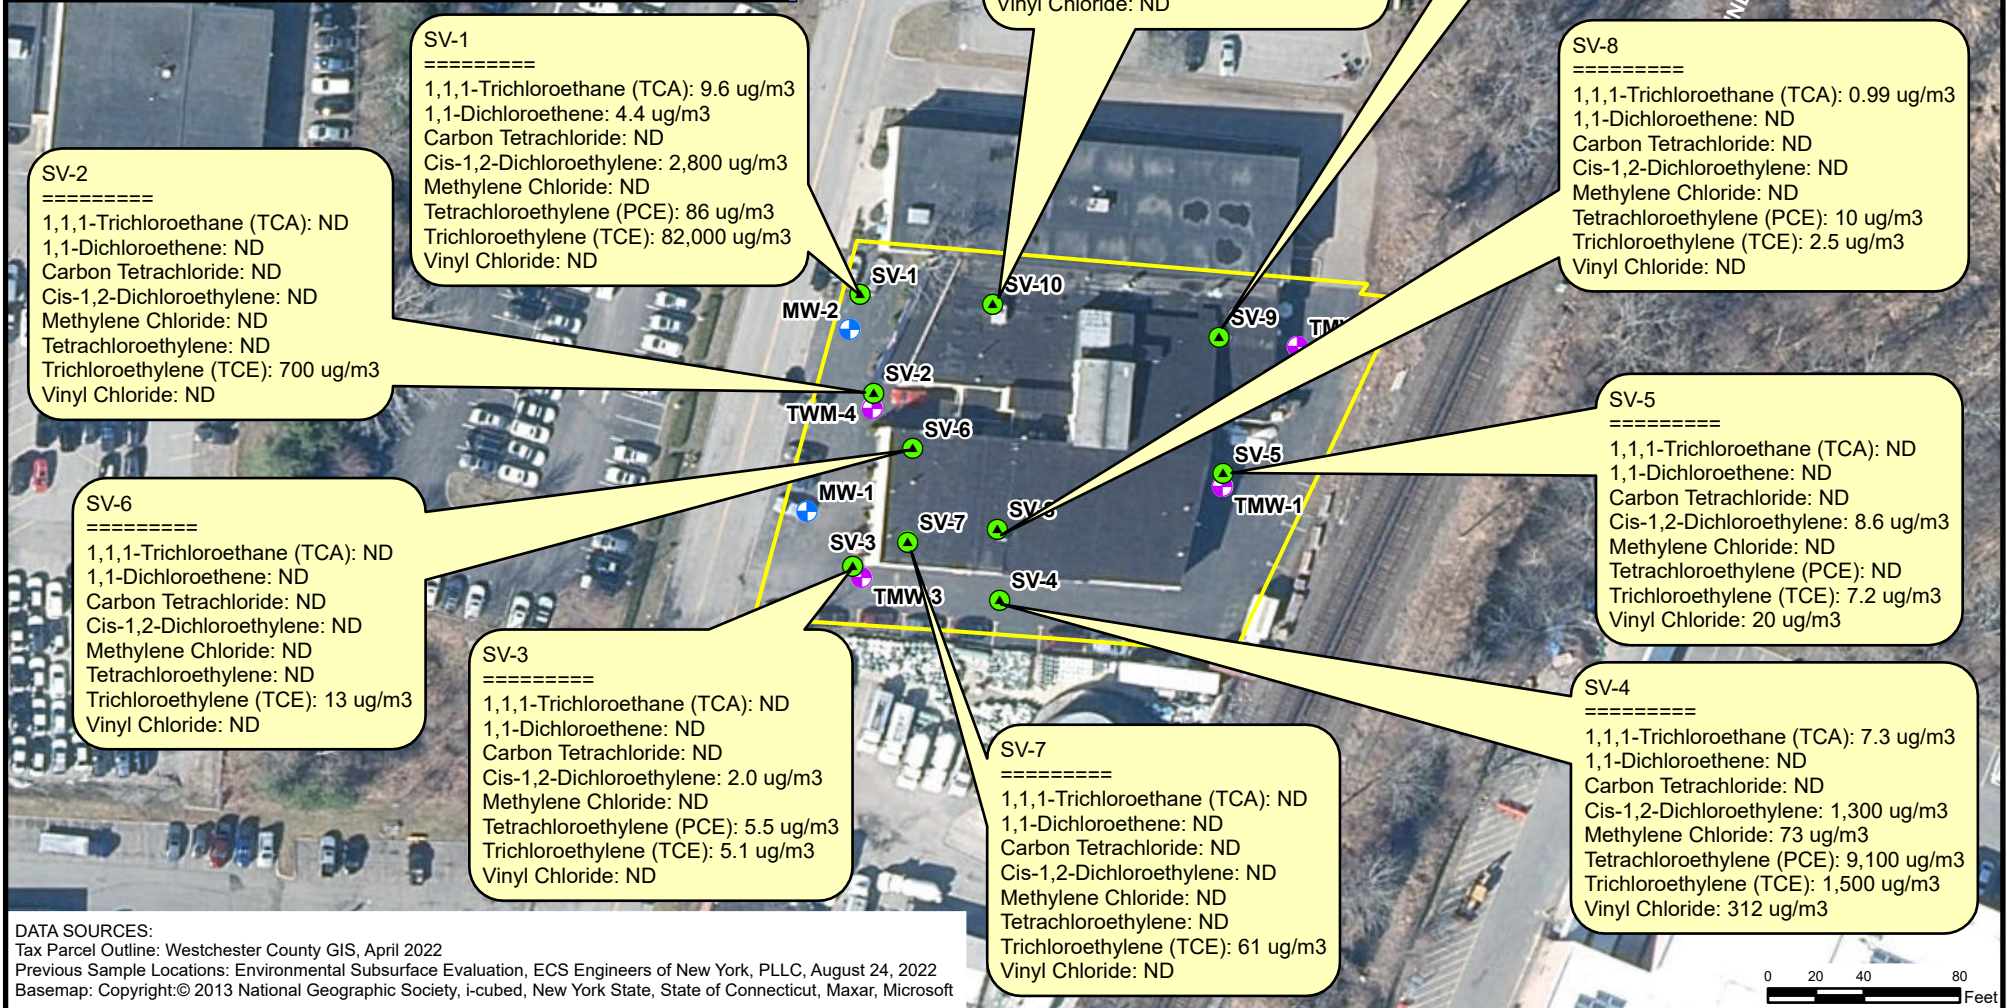 Vinyl Chloride: ND
SV-1
=========
1,1,1-Trichloroethane (TCA): 9.6 ug/m3
1,1-Dichloroethene: 4.4 ug/m3
Carbon Tetrachloride: ND
Cis-1,2-Dichloroethylene: 2,800 ug/m3
Methylene Chloride: ND
Tetrachloroethylene (PCE): 86 ug/m3
Trichloroethylene (TCE): 82,000 ug/m3
Vinyl Chloride: ND
SV-8
=========
1,1,1-Trichloroethane (TCA): 0.99 ug/m3
1,1-Dichloroethene: ND
Carbon Tetrachloride: ND
Cis-1,2-Dichloroethylene: ND
Methylene Chloride: ND
Tetrachloroethylene (PCE): 10 ug/m3
Trichloroethylene (TCE): 2.5 ug/m3
Vinyl Chloride: ND
SV-2
=========
1,1,1-Trichloroethane (TCA): ND
1,1-Dichloroethene: ND
Carbon Tetrachloride: ND
Cis-1,2-Dichloroethylene: ND
Methylene Chloride: ND
Tetrachloroethylene: ND
Trichloroethylene (TCE): 700 ug/m3
Vinyl Chloride: ND
SV-1
SV-10
MW-2
SV-9
SV-2
TWM-4
SV-6
SV-5
TMW-1
MW-1
SV-7
SV-3
TMW-3
SV-4
SV-5
=========
1,1,1-Trichloroethane (TCA): ND
1,1-Dichloroethene: ND
Carbon Tetrachloride: ND
Cis-1,2-Dichloroethylene: 8.6 ug/m3
Methylene Chloride: ND
Tetrachloroethylene (PCE): ND
Trichloroethylene (TCE): 7.2 ug/m3
Vinyl Chloride: 20 ug/m3
SV-6
=========
1,1,1-Trichloroethane (TCA): ND
1,1-Dichloroethene: ND
Carbon Tetrachloride: ND
Cis-1,2-Dichloroethylene: ND
Methylene Chloride: ND
Tetrachloroethylene: ND
Trichloroethylene (TCE): 13 ug/m3
Vinyl Chloride: ND
SV-3
=========
1,1,1-Trichloroethane (TCA): ND
1,1-Dichloroethene: ND
Carbon Tetrachloride: ND
Cis-1,2-Dichloroethylene: 2.0 ug/m3
Methylene Chloride: ND
Tetrachloroethylene (PCE): 5.5 ug/m3
Trichloroethylene (TCE): 5.1 ug/m3
Vinyl Chloride: ND
SV-7
=========
1,1,1-Trichloroethane (TCA): ND
1,1-Dichloroethene: ND
Carbon Tetrachloride: ND
Cis-1,2-Dichloroethylene: ND
Methylene Chloride: ND
Tetrachloroethylene: ND
Trichloroethylene (TCE): 61 ug/m3
Vinyl Chloride: ND
SV-4
=========
1,1,1-Trichloroethane (TCA): 7.3 ug/m3
1,1-Dichloroethene: ND
Carbon Tetrachloride: ND
Cis-1,2-Dichloroethylene: 1,300 ug/m3
Methylene Chloride: 73 ug/m3
Tetrachloroethylene (PCE): 9,100 ug/m3
Trichloroethylene (TCE): 1,500 ug/m3
Vinyl Chloride: 312 ug/m3
DATA SOURCES:
Tax Parcel Outline: Westchester County GIS, April 2022
Previous Sample Locations: Environmental Subsurface Evaluation, ECS Engineers of New York, PLLC, August 24, 2022
Basemap: Copyright:© 2013 National Geographic Society, i-cubed, New York State, State of Connecticut, Maxar, Microsoft
0 20 40 80
Feet